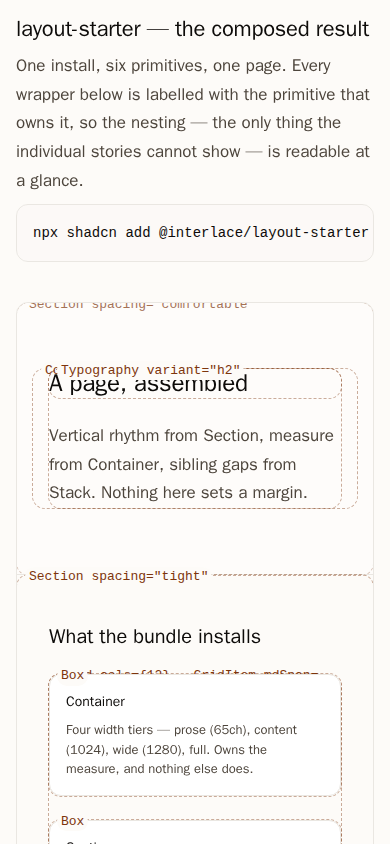 layout-starter — the composed result
One install, six primitives, one page. Every
wrapper below is labelled with the primitive that
owns it, so the nesting — the only thing the
individual stories cannot show — is readable at
a glance.
npx shadcn add @interlace/layout-starter
Section spacing="comfortable"
Typography variant="h2"
A page, assembled
Vertical rhythm from Section, measure
from Container, sibling gaps from
Stack. Nothing here sets a margin.
Section spacing="tight"
What the bundle installs
Box
Container
Four width tiers — prose (65ch), content
(1024), wide (1280), full. Owns the
measure, and nothing else does.
Box